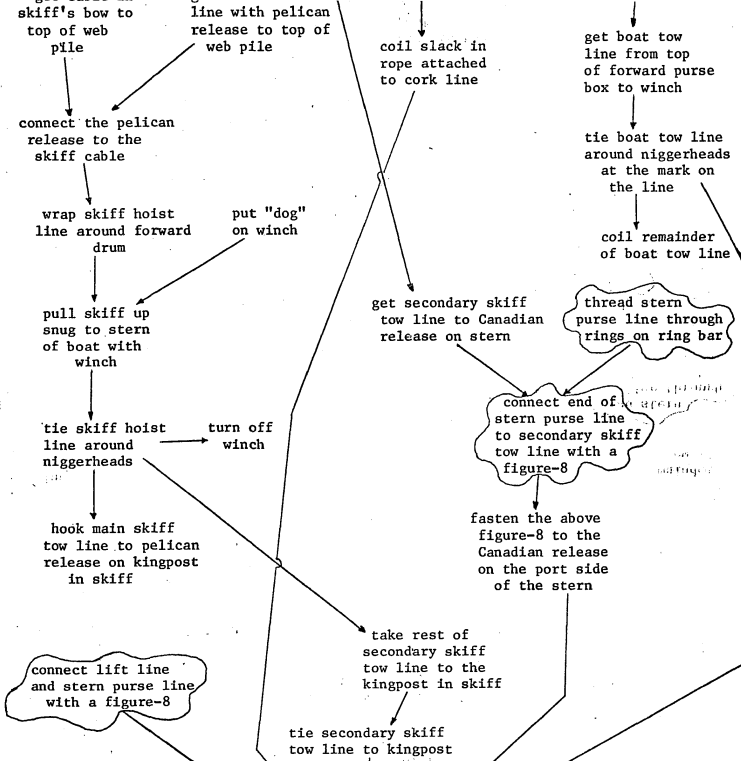 skiff's bow to
top of web
pile
line with pelican
release to top of
web pile
coil slack in
rope attached
to cork line
get boat tow
line from top
of forward purse
box to winch
connect the pelican
release to the
skiff cable
tie boat tow line
around niggerheads
at the mark on
the line
wrap skiff hoist
line around forward
drum
put "dog"
on winch
coil remainder
of boat tow line
pull skiff up
snug to stern
of boat with
winch
get secondary skiff
tow line to Canadian
release on stern
thread stern
purse line through
rings on ring bar
connect end of
stern purse line
to secondary skiff
tow line with a
figure-8
tie skiff hoist
line around
niggerheads
turn off
winch
hook main skiff
tow line to pelican
release on kingpost
in skiff
fasten the above
figure-8 to the
Canadian release
on the port side
of the stern
take rest of
secondary skiff
tow line to the
kingpost in skiff
connect lift line
and stern purse line
with a figure-8
tie secondary skiff
tow line to kingpost